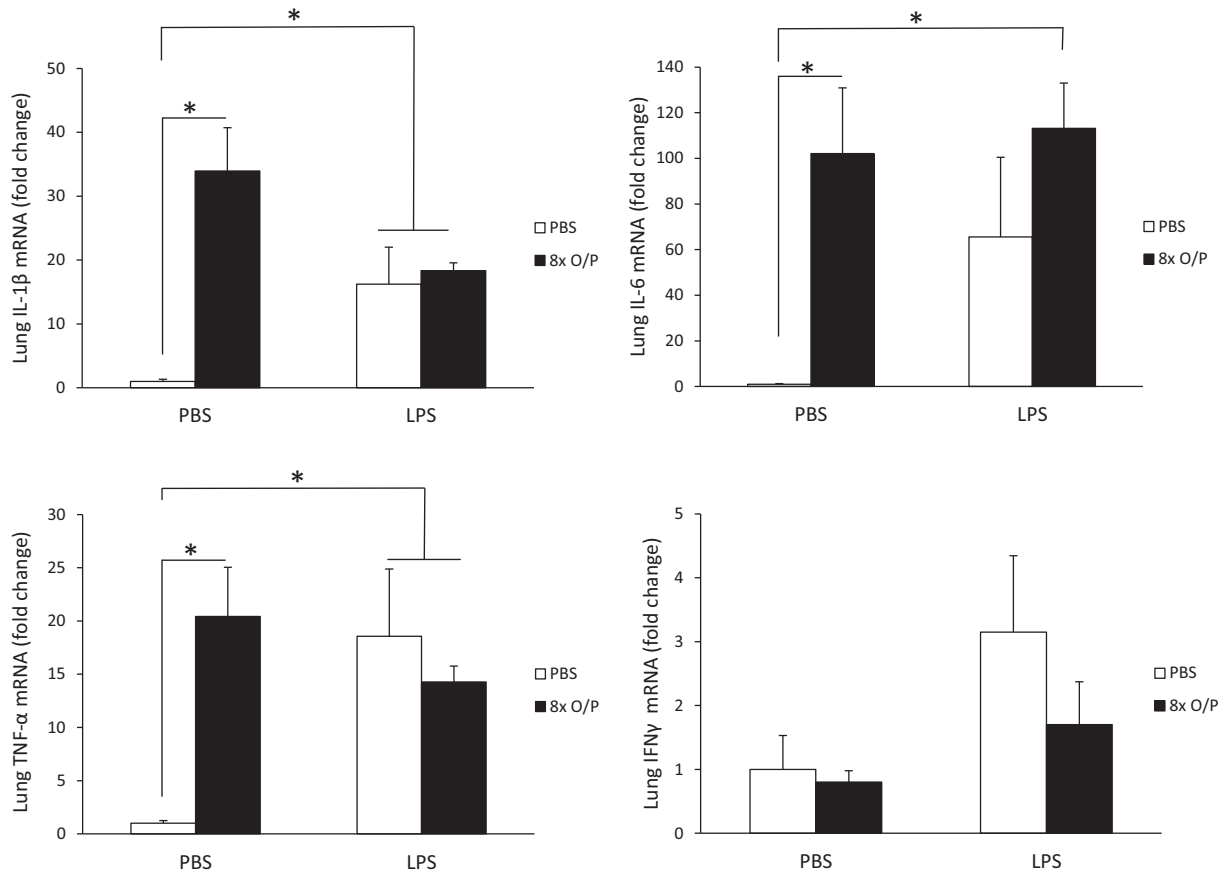 *
*
50
40
30
20
10
0
Lung IL-1β mRNA (fold change)
PBS
LPS
PBS
8x O/P
*
*
140
120
100
80
60
40
20
0
Lung IL-6 mRNA (fold change)
PBS
LPS
PBS
8x O/P
*
*
30
25
20
15
10
5
0
Lung TNF-α mRNA (fold change)
PBS
LPS
PBS
8x O/P
5
4
3
2
1
0
Lung IFNγ mRNA (fold change)
PBS
LPS
PBS
8x O/P